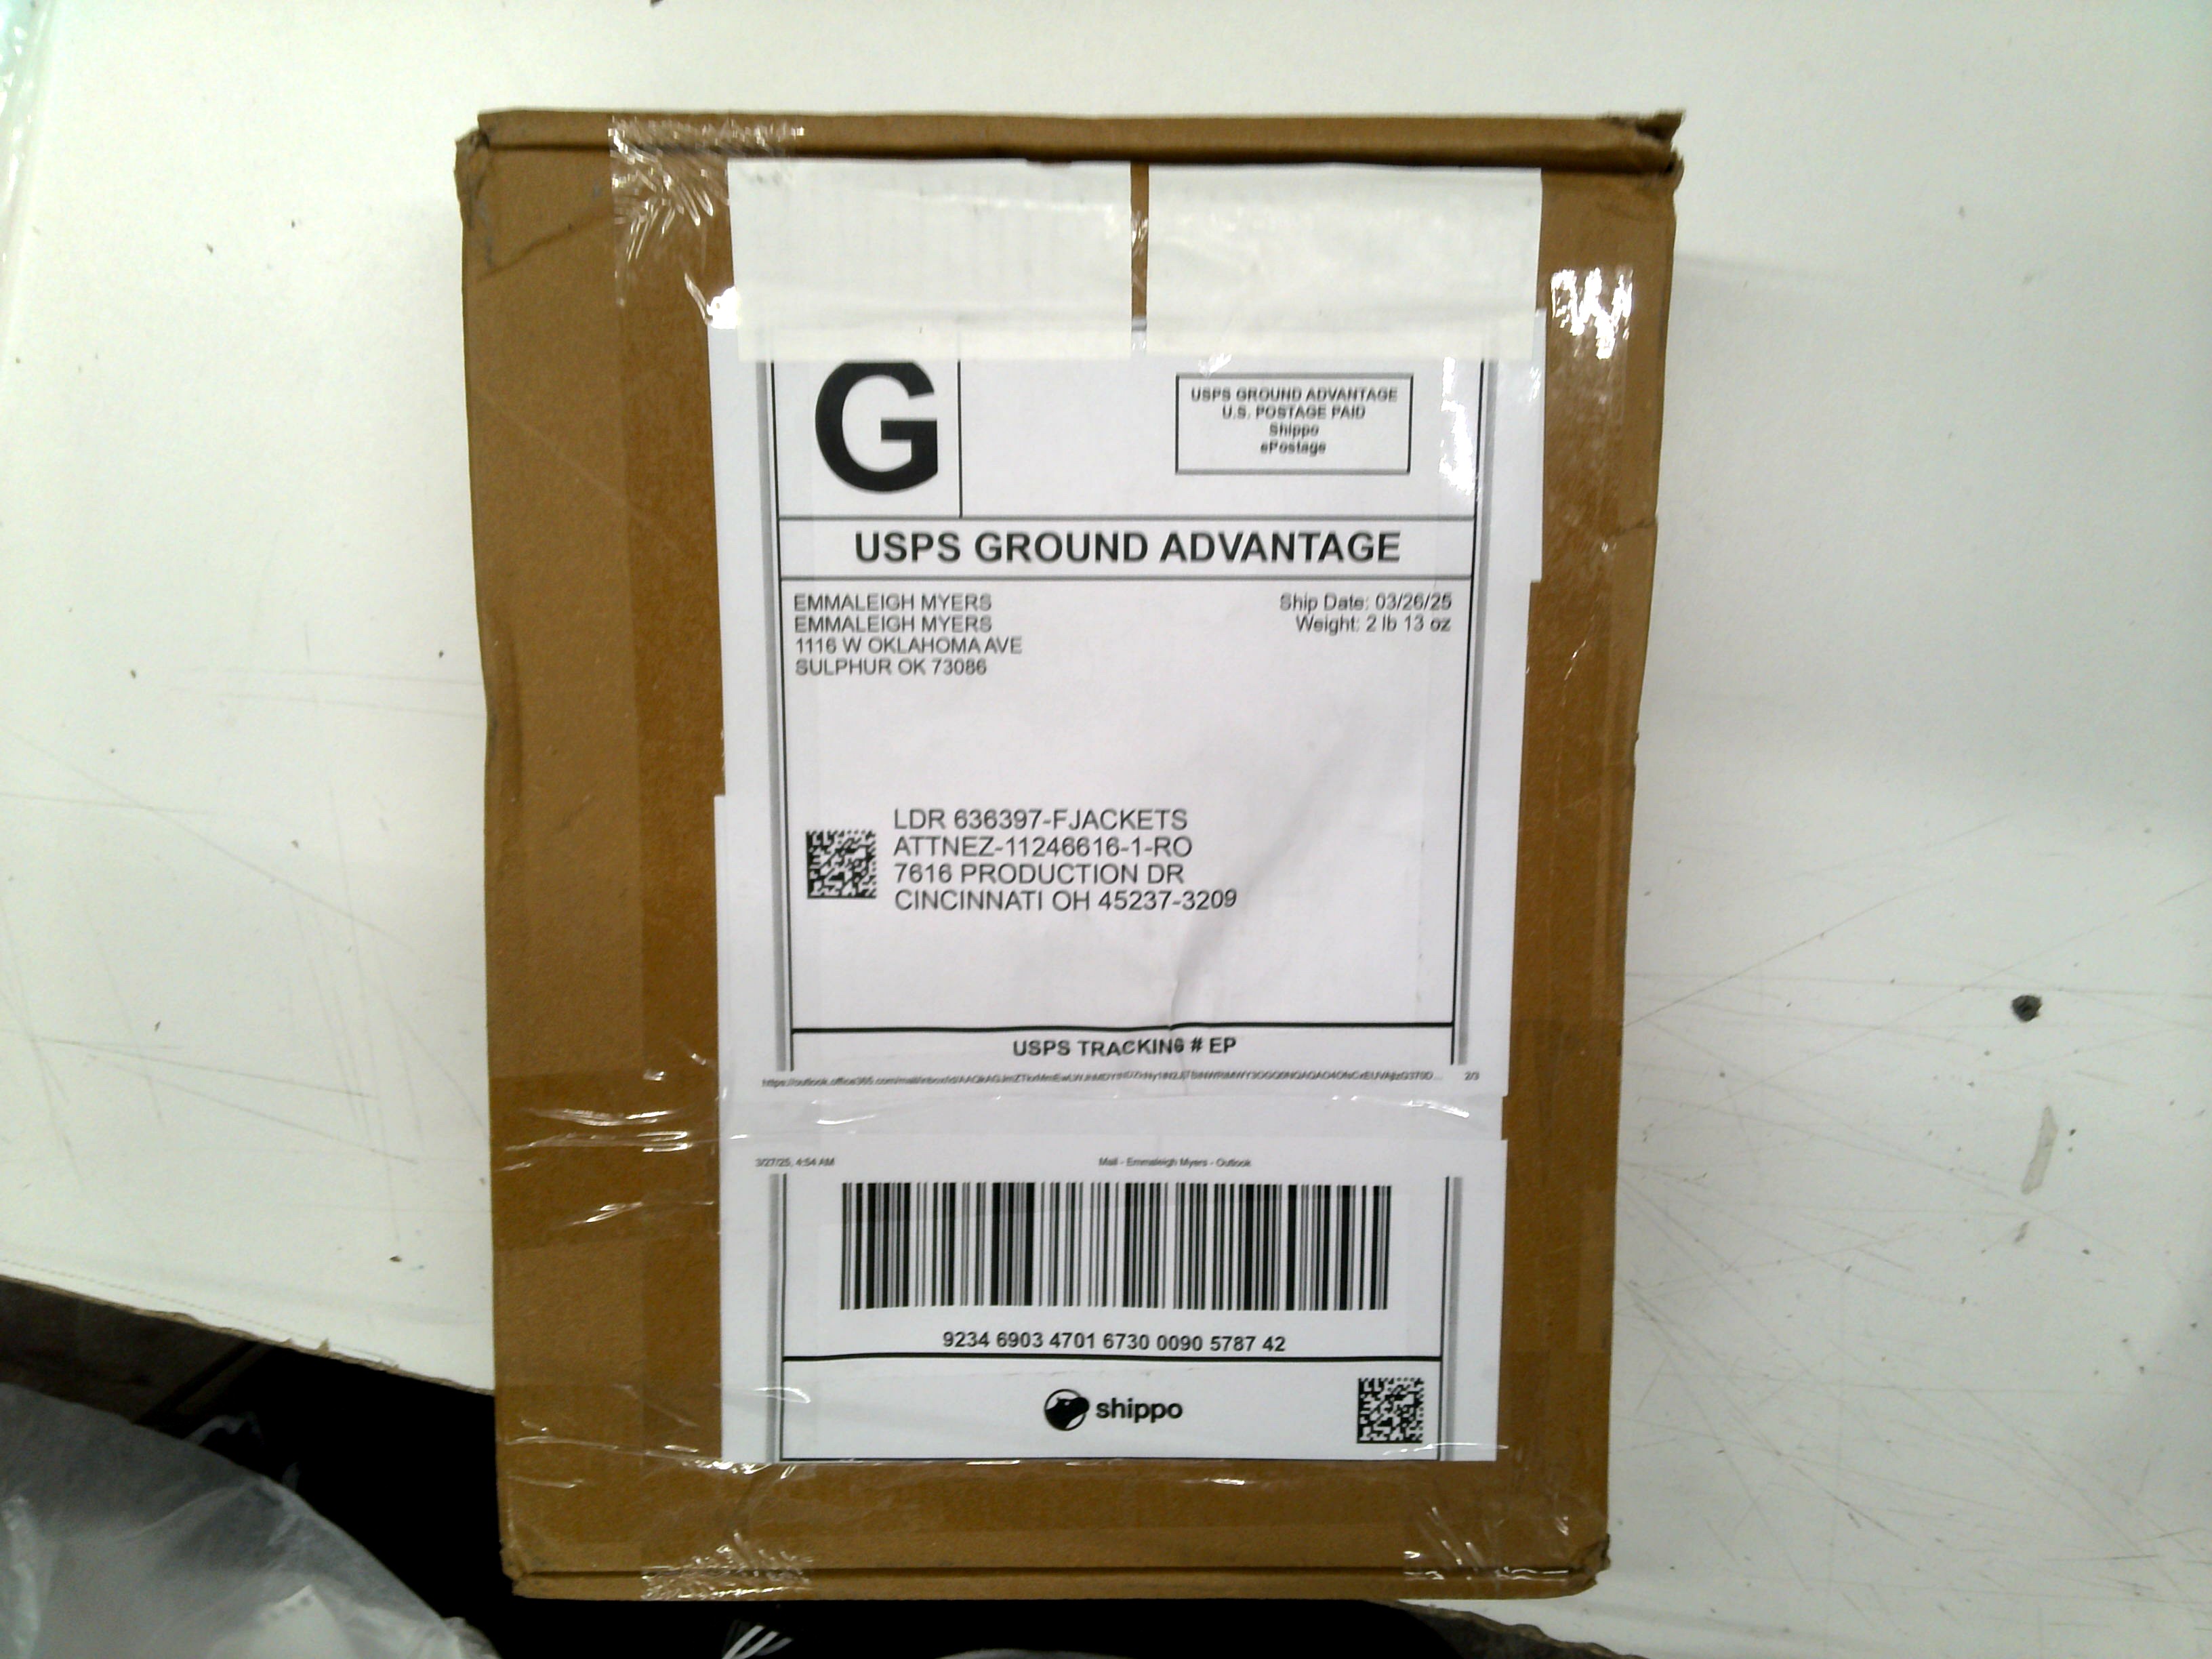 G
USPS GROUND ADVANTAGE
U.S. POSTAGE PAID
Shippo
ePostage
USPS GROUND ADVANTAGE
EMMALEIGH MYERS
EMMALEIGH MYERS
1116 W OKLAHOMA AVE
SULPHUR OK 73086
Ship Date: 03/26/25
Weight: 2 lb 13 oz
LDR 636397-FJACKETS
ATTNEZ-11246616-1-RO
7616 PRODUCTION DR
CINCINNATI OH 45237-3209
USPS TRACKING # EP
2/3
3/27/25, 4:54 AM
Mail - Emmaleigh Myers - Outlook
9234 6903 4701 6730 0090 5787 42
shippo